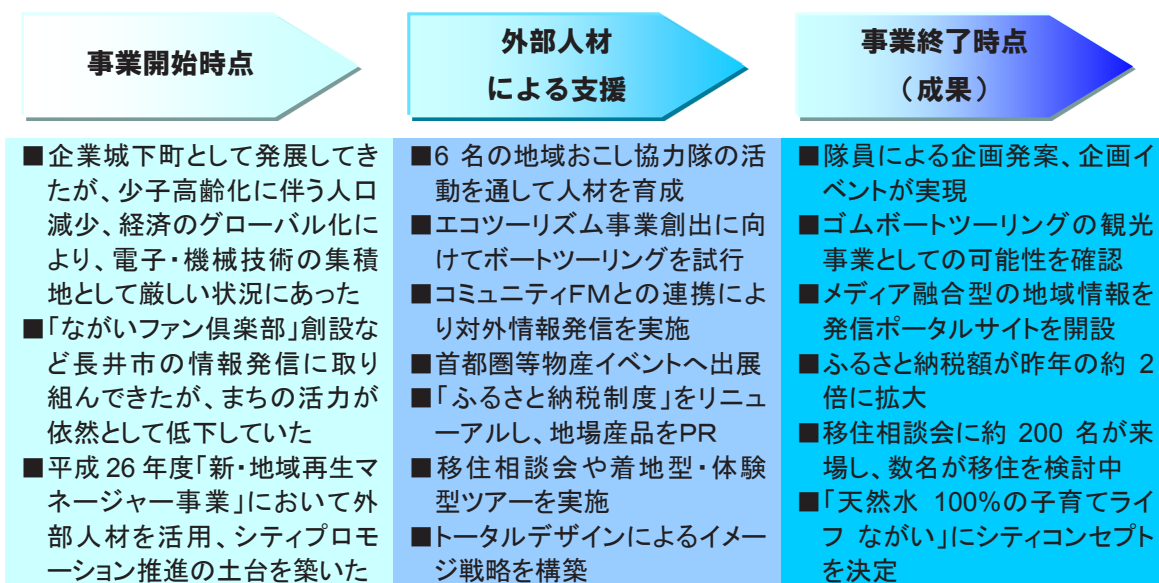 事業開始時点
外部人材
による支援
事業終了時点
（成果）
■企業城下町として発展してき
たが、少子高齢化に伴う人口
減少、経済のグローバル化に
より、電子・機械技術の集積
地として厳しい状況にあった
■「ながいファン倶楽部」創設な
ど長井市の情報発信に取り
組んできたが、まちの活力が
依然として低下していた
■平成 26 年度「新・地域再生マ
ネージャー事業」において外
部人材を活用、シティプロモ
ーション推進の土台を築いた
■6 名の地域おこし協力隊の活
動を通して人材を育成
■エコツーリズム事業創出に向
けてボートツーリングを試行
■コミュニティFMとの連携によ
り対外情報発信を実施
■首都圏等物産イベントへ出展
■「ふるさと納税制度」をリニュ
ーアルし、地場産品をPR
■移住相談会や着地型・体験
型ツアーを実施
■トータルデザインによるイメー
ジ戦略を構築
■隊員による企画発案、企画イ
ベントが実現
■ゴムボートツーリングの観光
事業としての可能性を確認
■メディア融合型の地域情報を
発信ポータルサイトを開設
■ふるさと納税額が昨年の約 2
倍に拡大
■移住相談会に約 200 名が来
場し、数名が移住を検討中
■「天然水 100%の子育てライ
フ ながい」にシティコンセプト
を決定